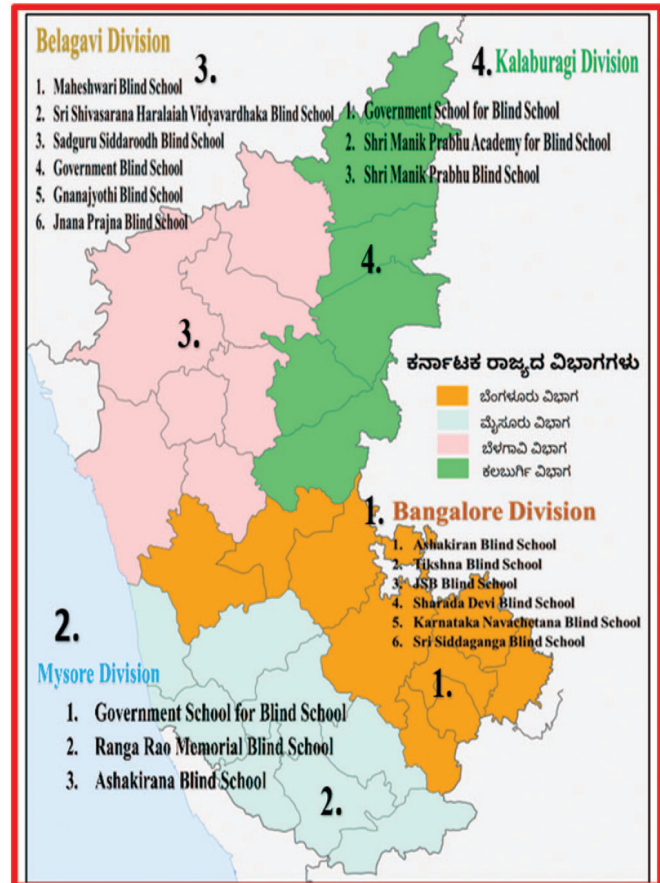 Belagavi Division
3.
1. Maheshwari Blind School
2. Sri Shivasarana Haralaiah Vidyavardhaka Blind School
3. Sadguru Siddaroodh Blind School
4. Government Blind School
5. Gnanajyothi Blind School
6. Jnana Prajna Blind School
4. Kalaburagi Division
1. Government School for Blind School
2. Shri Manik Prabhu Academy for Blind School
3. Shri Manik Prabhu Blind School
4.
3.
ಕರ್ನಾಟಕ ರಾಜ್ಯದ ವಿಭಾಗಗಳು
ಬೆಂಗಳೂರು ವಿಭಾಗ
ಮೈಸೂರು ವಿಭಾಗ
ಬೆಳಗಾವಿ ವಿಭಾಗ
ಕಲಬುರ್ಗಿ ವಿಭಾಗ
1. Bangalore Division
1. Ashakiran Blind School
2. Tikshna Blind School
3. JSB Blind School
4. Sharada Devi Blind School
5. Karnataka Navachetana Blind School
6. Sri Siddaganga Blind School
1.
2.
Mysore Division
1. Government School for Blind School
2. Ranga Rao Memorial Blind School
3. Ashakirana Blind School
2.